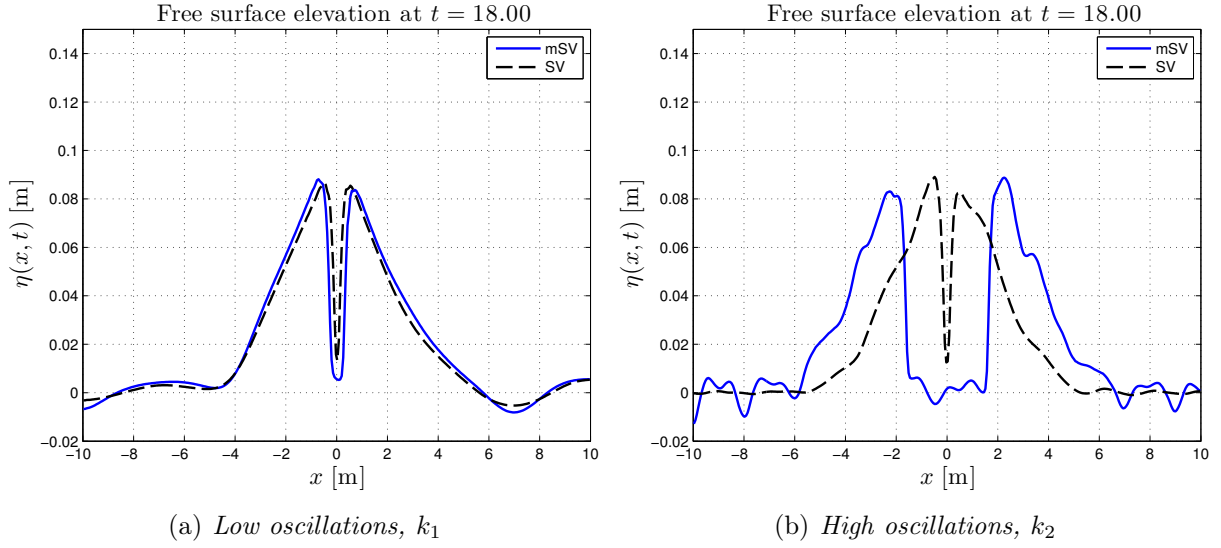 Free surface elevation at t = 18.00
0.14
0.12
0.1
0.08
0.06
0.04
0.02
0
−0.02
η(x, t) [m]
mSV
SV
−10 −8 −6 −4 −2 0 2 4 6 8 10
x [m]
(a) Low oscillations, k₁
Free surface elevation at t = 18.00
0.14
0.12
0.1
0.08
0.06
0.04
0.02
0
−0.02
η(x, t) [m]
mSV
SV
−10 −8 −6 −4 −2 0 2 4 6 8 10
x [m]
(b) High oscillations, k₂